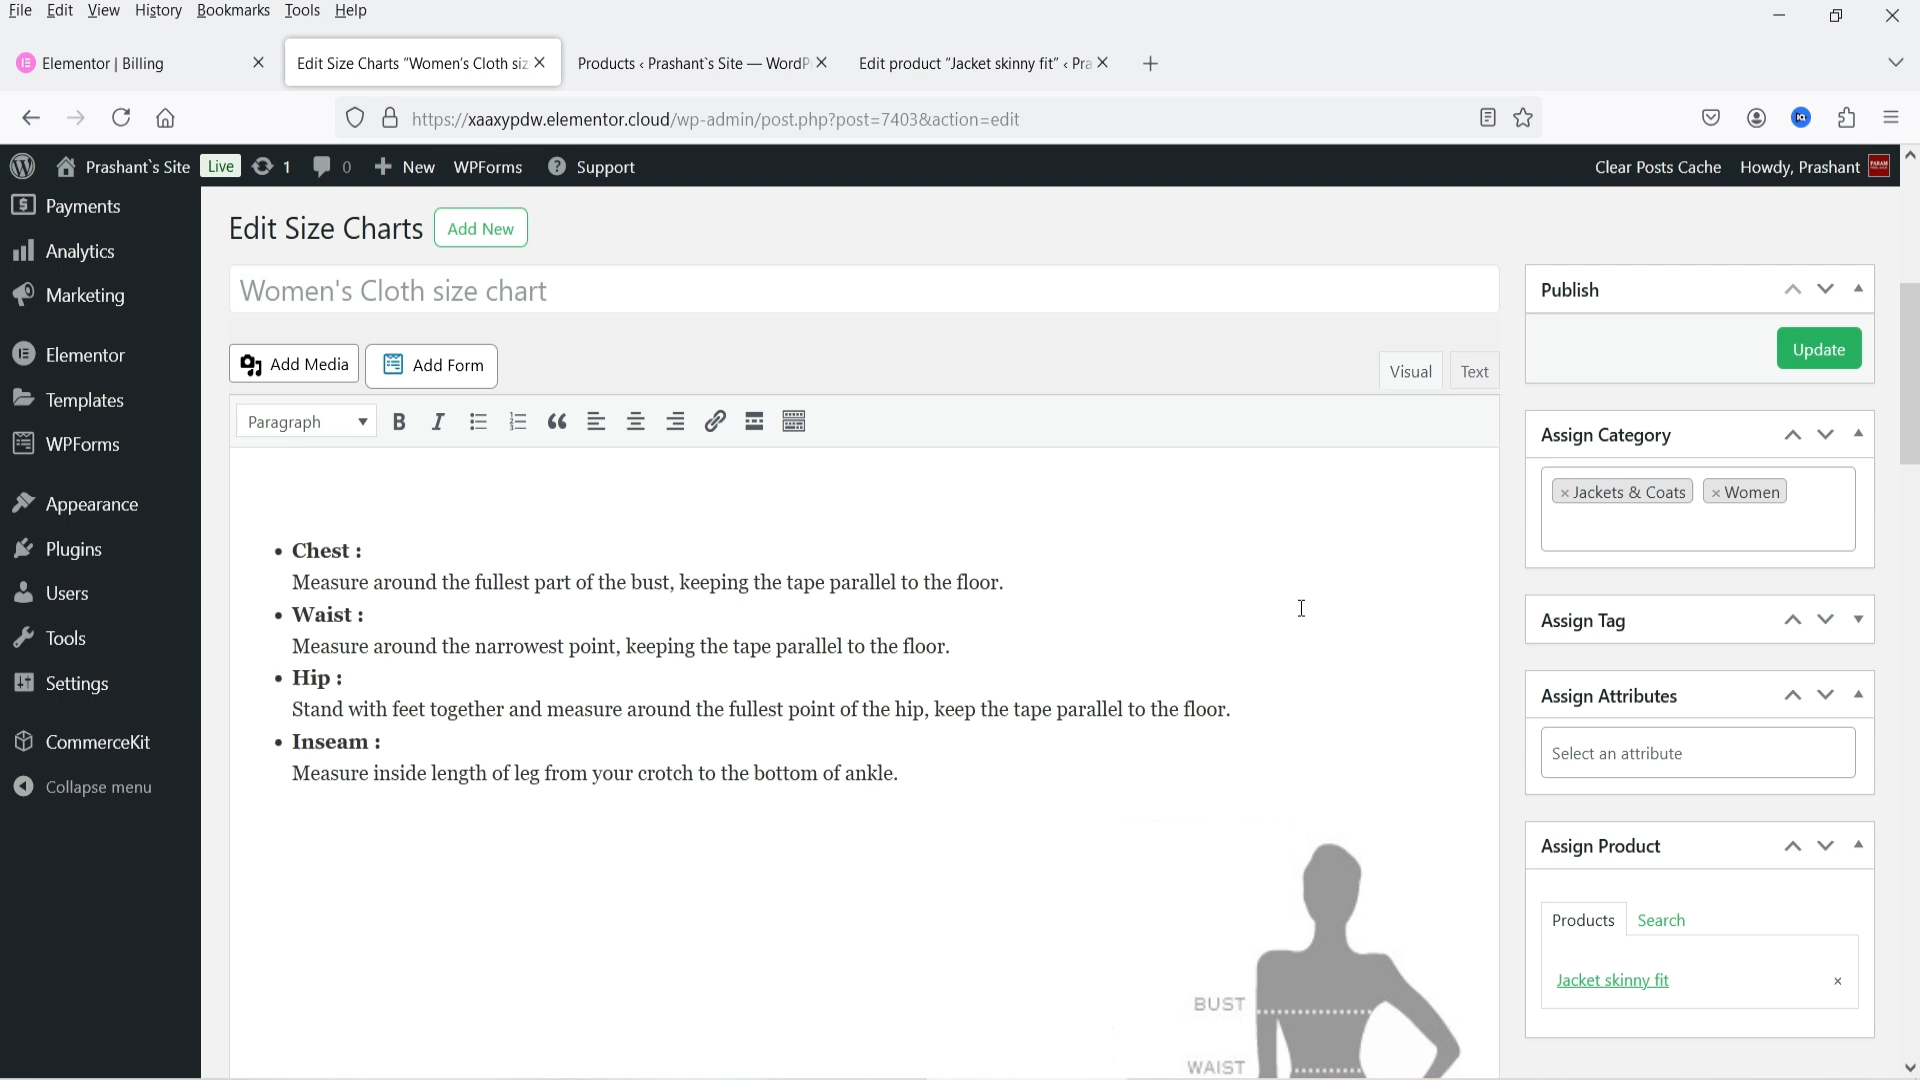 File Edit View History Bookmarks Tools Help
Elementor | Billing
Edit Size Charts "Women's Cloth siz
Products ‹ Prashant`s Site — WordP
Edit product "Jacket skinny fit" ‹ Pra
https://xaaxypdw.elementor.cloud/wp-admin/post.php?post=7403&action=edit
Prashant`s Site Live 1 0 New WPForms Support Clear Posts Cache Howdy, Prashant
Payments
Analytics
Marketing
Elementor
Templates
WPForms
Appearance
Plugins
Users
Tools
Settings
CommerceKit
Collapse menu
Edit Size Charts Add New
Women's Cloth size chart
Add Media Add Form
Visual Text
Paragraph
Chest :
Measure around the fullest part of the bust, keeping the tape parallel to the floor.
Waist :
Measure around the narrowest point, keeping the tape parallel to the floor.
Hip :
Stand with feet together and measure around the fullest point of the hip, keep the tape parallel to the floor.
Inseam :
Measure inside length of leg from your crotch to the bottom of ankle.
BUST
WAIST
Publish
Update
Assign Category
× Jackets & Coats × Women
Assign Tag
Assign Attributes
Select an attribute
Assign Product
Products Search
Jacket skinny fit ×